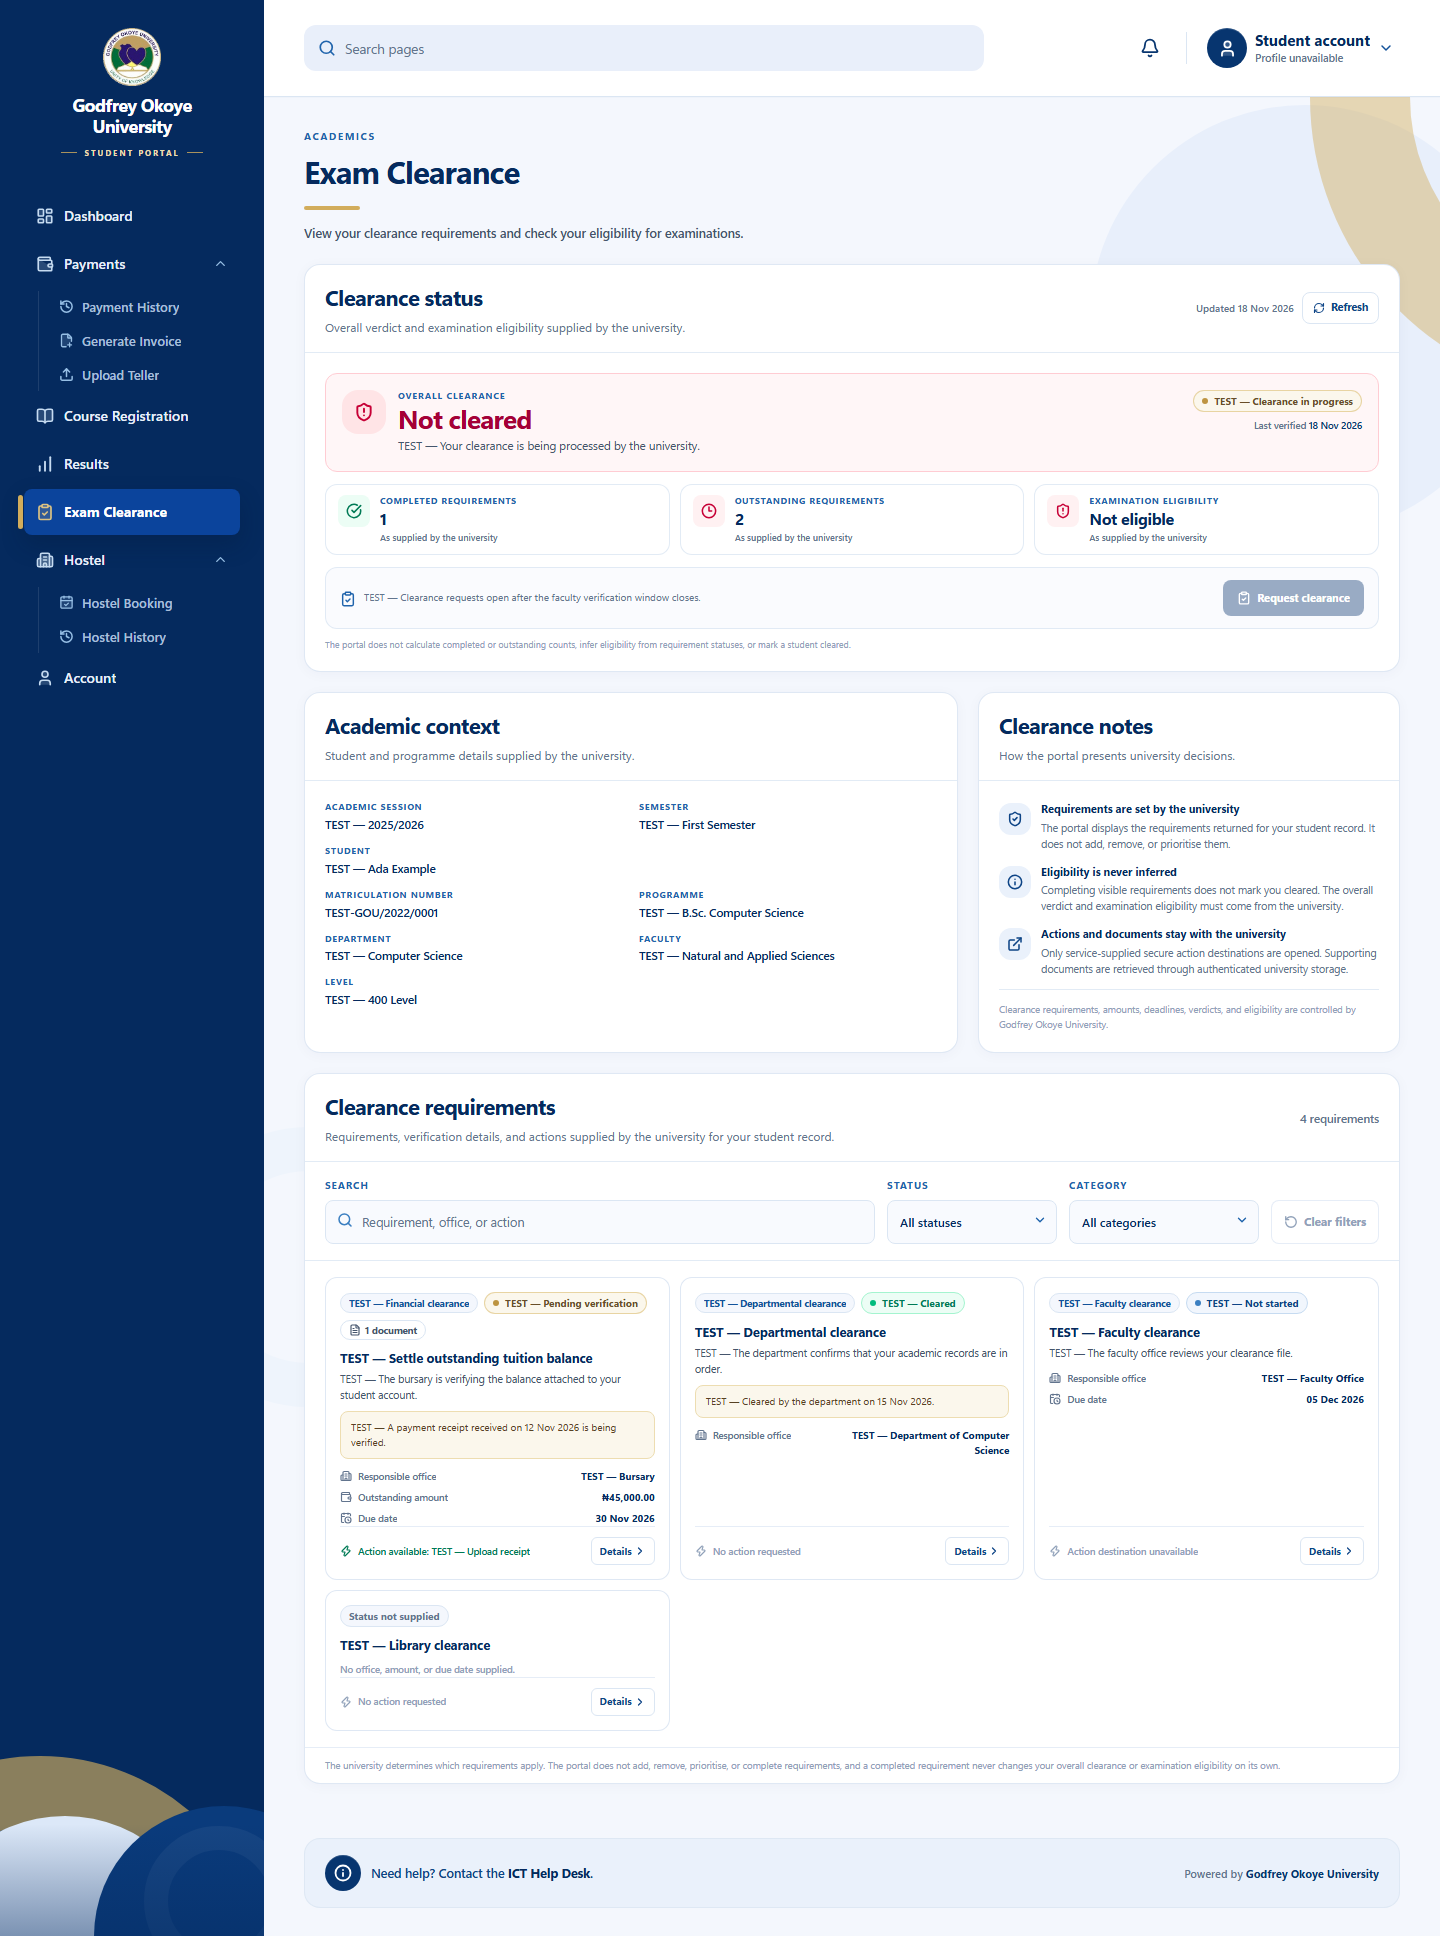 GODFREY OKOYE UNIVERSITY
UNITY OF KNOWLEDGE
Godfrey Okoye
University
STUDENT PORTAL
Dashboard
Payments
Payment History
Generate Invoice
Upload Teller
Course Registration
Results
Exam Clearance
Hostel
Hostel Booking
Hostel History
Account
Search pages
Student account
Profile unavailable
ACADEMICS
Exam Clearance
View your clearance requirements and check your eligibility for examinations.
Clearance status
Overall verdict and examination eligibility supplied by the university.
Updated 18 Nov 2026
Refresh
OVERALL CLEARANCE
Not cleared
TEST — Your clearance is being processed by the university.
TEST — Clearance in progress
Last verified 18 Nov 2026
COMPLETED REQUIREMENTS
1
As supplied by the university
OUTSTANDING REQUIREMENTS
2
As supplied by the university
EXAMINATION ELIGIBILITY
Not eligible
As supplied by the university
TEST — Clearance requests open after the faculty verification window closes.
Request clearance
The portal does not calculate completed or outstanding counts, infer eligibility from requirement statuses, or mark a student cleared.
Academic context
Student and programme details supplied by the university.
ACADEMIC SESSION
TEST — 2025/2026
SEMESTER
TEST — First Semester
STUDENT
TEST — Ada Example
MATRICULATION NUMBER
TEST-GOU/2022/0001
PROGRAMME
TEST — B.Sc. Computer Science
DEPARTMENT
TEST — Computer Science
FACULTY
TEST — Natural and Applied Sciences
LEVEL
TEST — 400 Level
Clearance notes
How the portal presents university decisions.
Requirements are set by the university
The portal displays the requirements returned for your student record. It
does not add, remove, or prioritise them.
Eligibility is never inferred
Completing visible requirements does not mark you cleared. The overall
verdict and examination eligibility must come from the university.
Actions and documents stay with the university
Only service-supplied secure action destinations are opened. Supporting
documents are retrieved through authenticated university storage.
Clearance requirements, amounts, deadlines, verdicts, and eligibility are controlled by
Godfrey Okoye University.
Clearance requirements
Requirements, verification details, and actions supplied by the university for your student record.
4 requirements
SEARCH
Requirement, office, or action
STATUS
All statuses
CATEGORY
All categories
Clear filters
TEST — Financial clearance
TEST — Pending verification
1 document
TEST — Settle outstanding tuition balance
TEST — The bursary is verifying the balance attached to your
student account.
TEST — A payment receipt received on 12 Nov 2026 is being
verified.
Responsible office
TEST — Bursary
Outstanding amount
₦45,000.00
Due date
30 Nov 2026
Action available: TEST — Upload receipt
Details
TEST — Departmental clearance
TEST — Cleared
TEST — Departmental clearance
TEST — The department confirms that your academic records are in
order.
TEST — Cleared by the department on 15 Nov 2026.
Responsible office
TEST — Department of Computer
Science
No action requested
Details
TEST — Faculty clearance
TEST — Not started
TEST — Faculty clearance
TEST — The faculty office reviews your clearance file.
Responsible office
TEST — Faculty Office
Due date
05 Dec 2026
Action destination unavailable
Details
Status not supplied
TEST — Library clearance
No office, amount, or due date supplied.
No action requested
Details
The university determines which requirements apply. The portal does not add, remove, prioritise, or complete requirements, and a completed requirement never changes your overall clearance or examination eligibility on its own.
Need help? Contact the ICT Help Desk.
Powered by Godfrey Okoye University